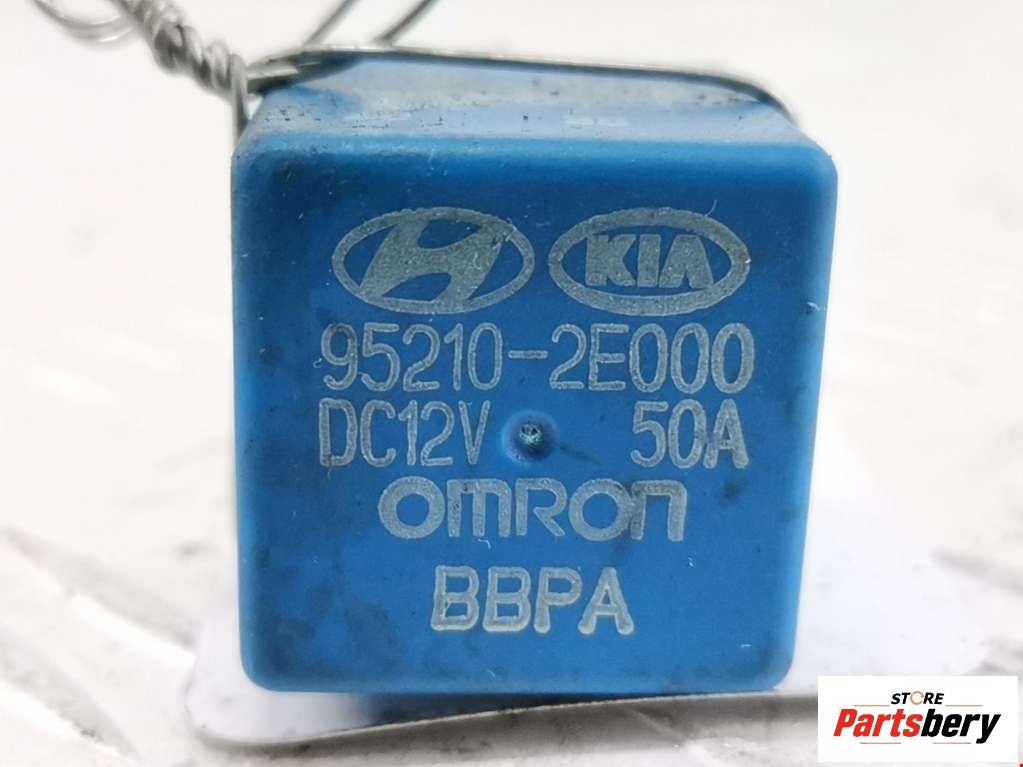 KIA
95210-2E000
DC12V 50A
OMRON
BBPA
STORE
Partsbery